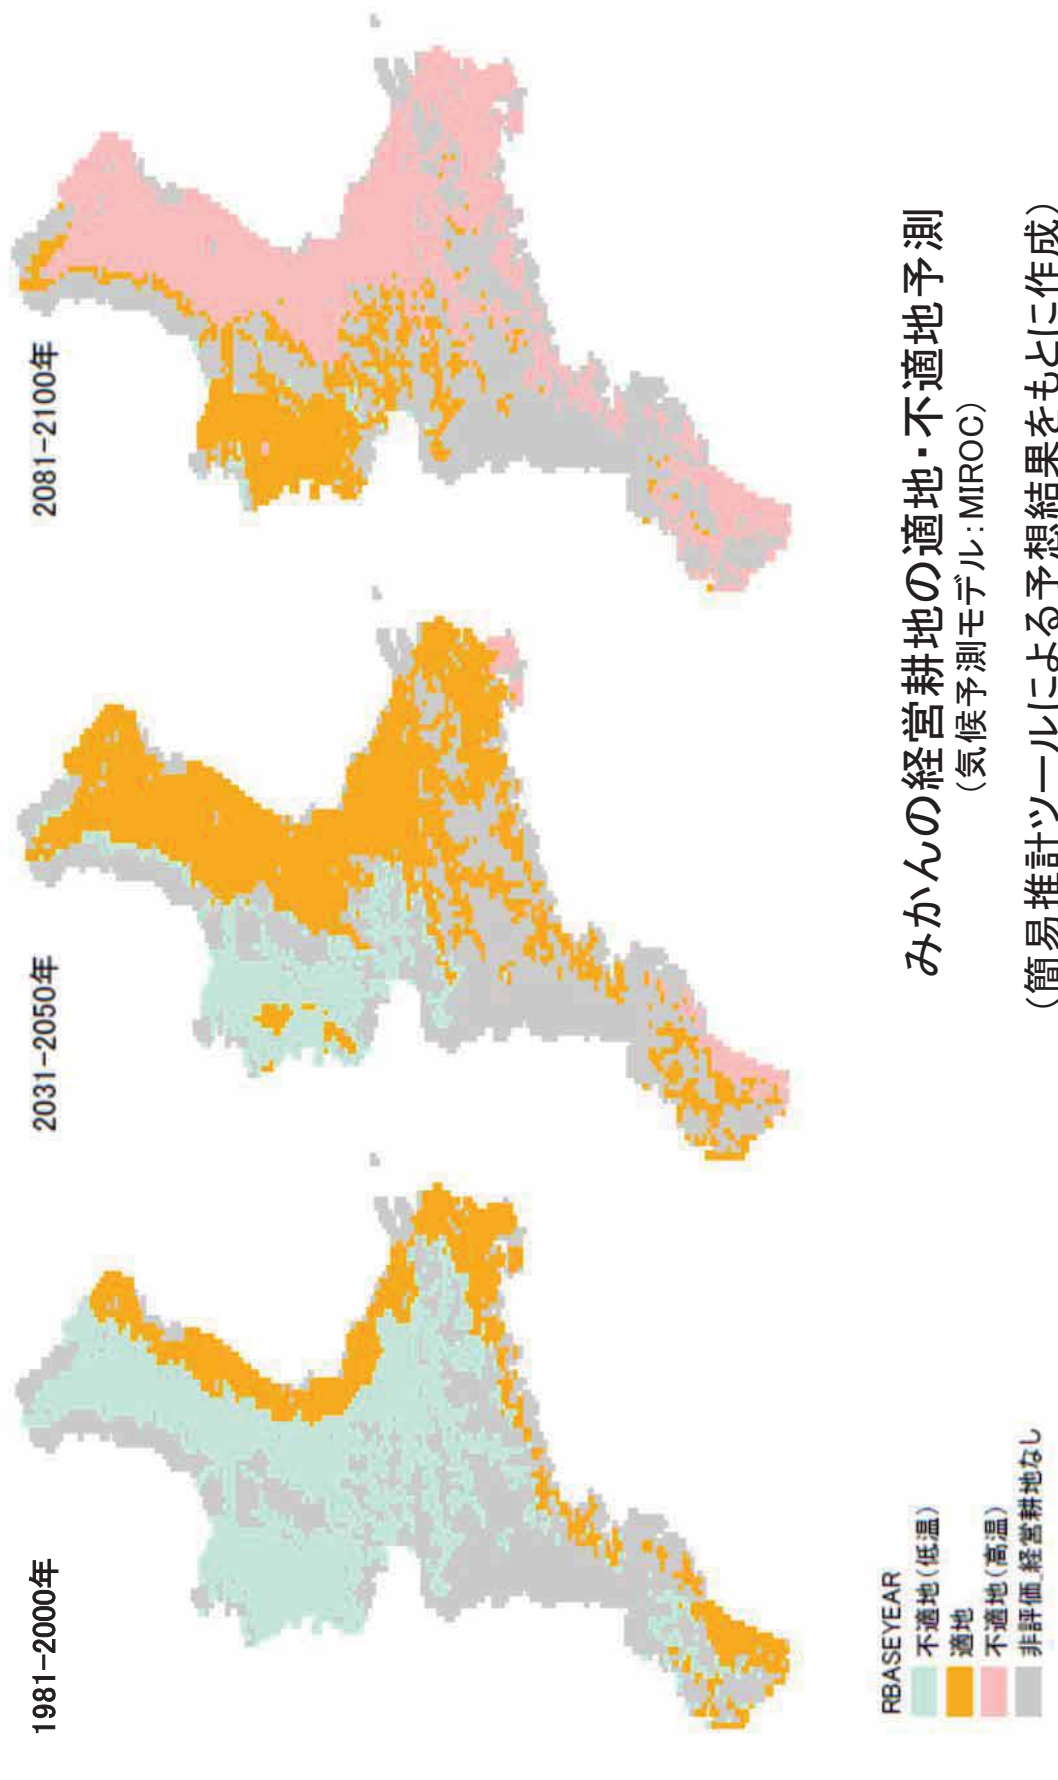 1981-2000年
2031-2050年
2081-2100年
RBASEYEAR
不適地（低温）
適地
不適地（高温）
非評価_経営耕地なし
みかんの経営耕地の適地・不適地予測
（気候予測モデル：MIROC）
（簡易推計ツールによる予想結果をもとに作成）